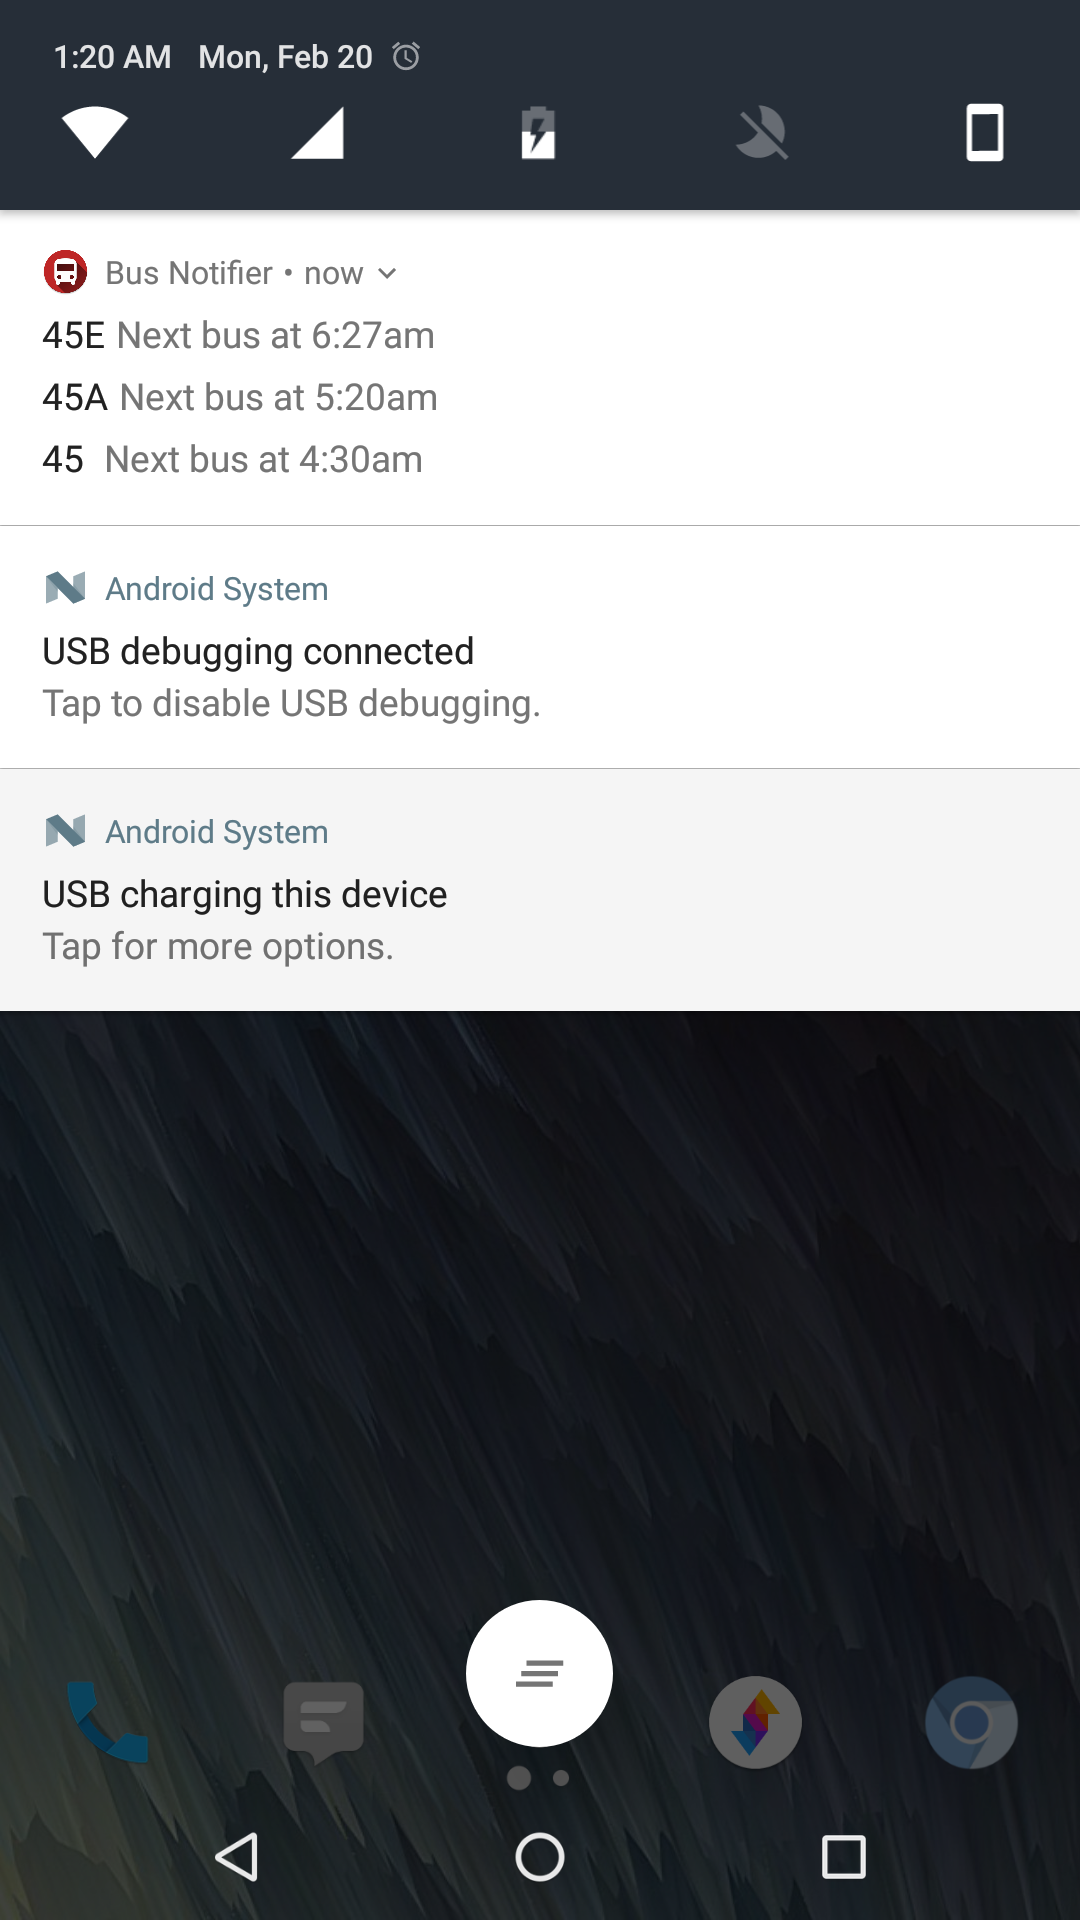 1:20 AM Mon, Feb 20
Bus Notifier • now
45E Next bus at 6:27am
45A Next bus at 5:20am
45 Next bus at 4:30am
Android System
USB debugging connected
Tap to disable USB debugging.
Android System
USB charging this device
Tap for more options.